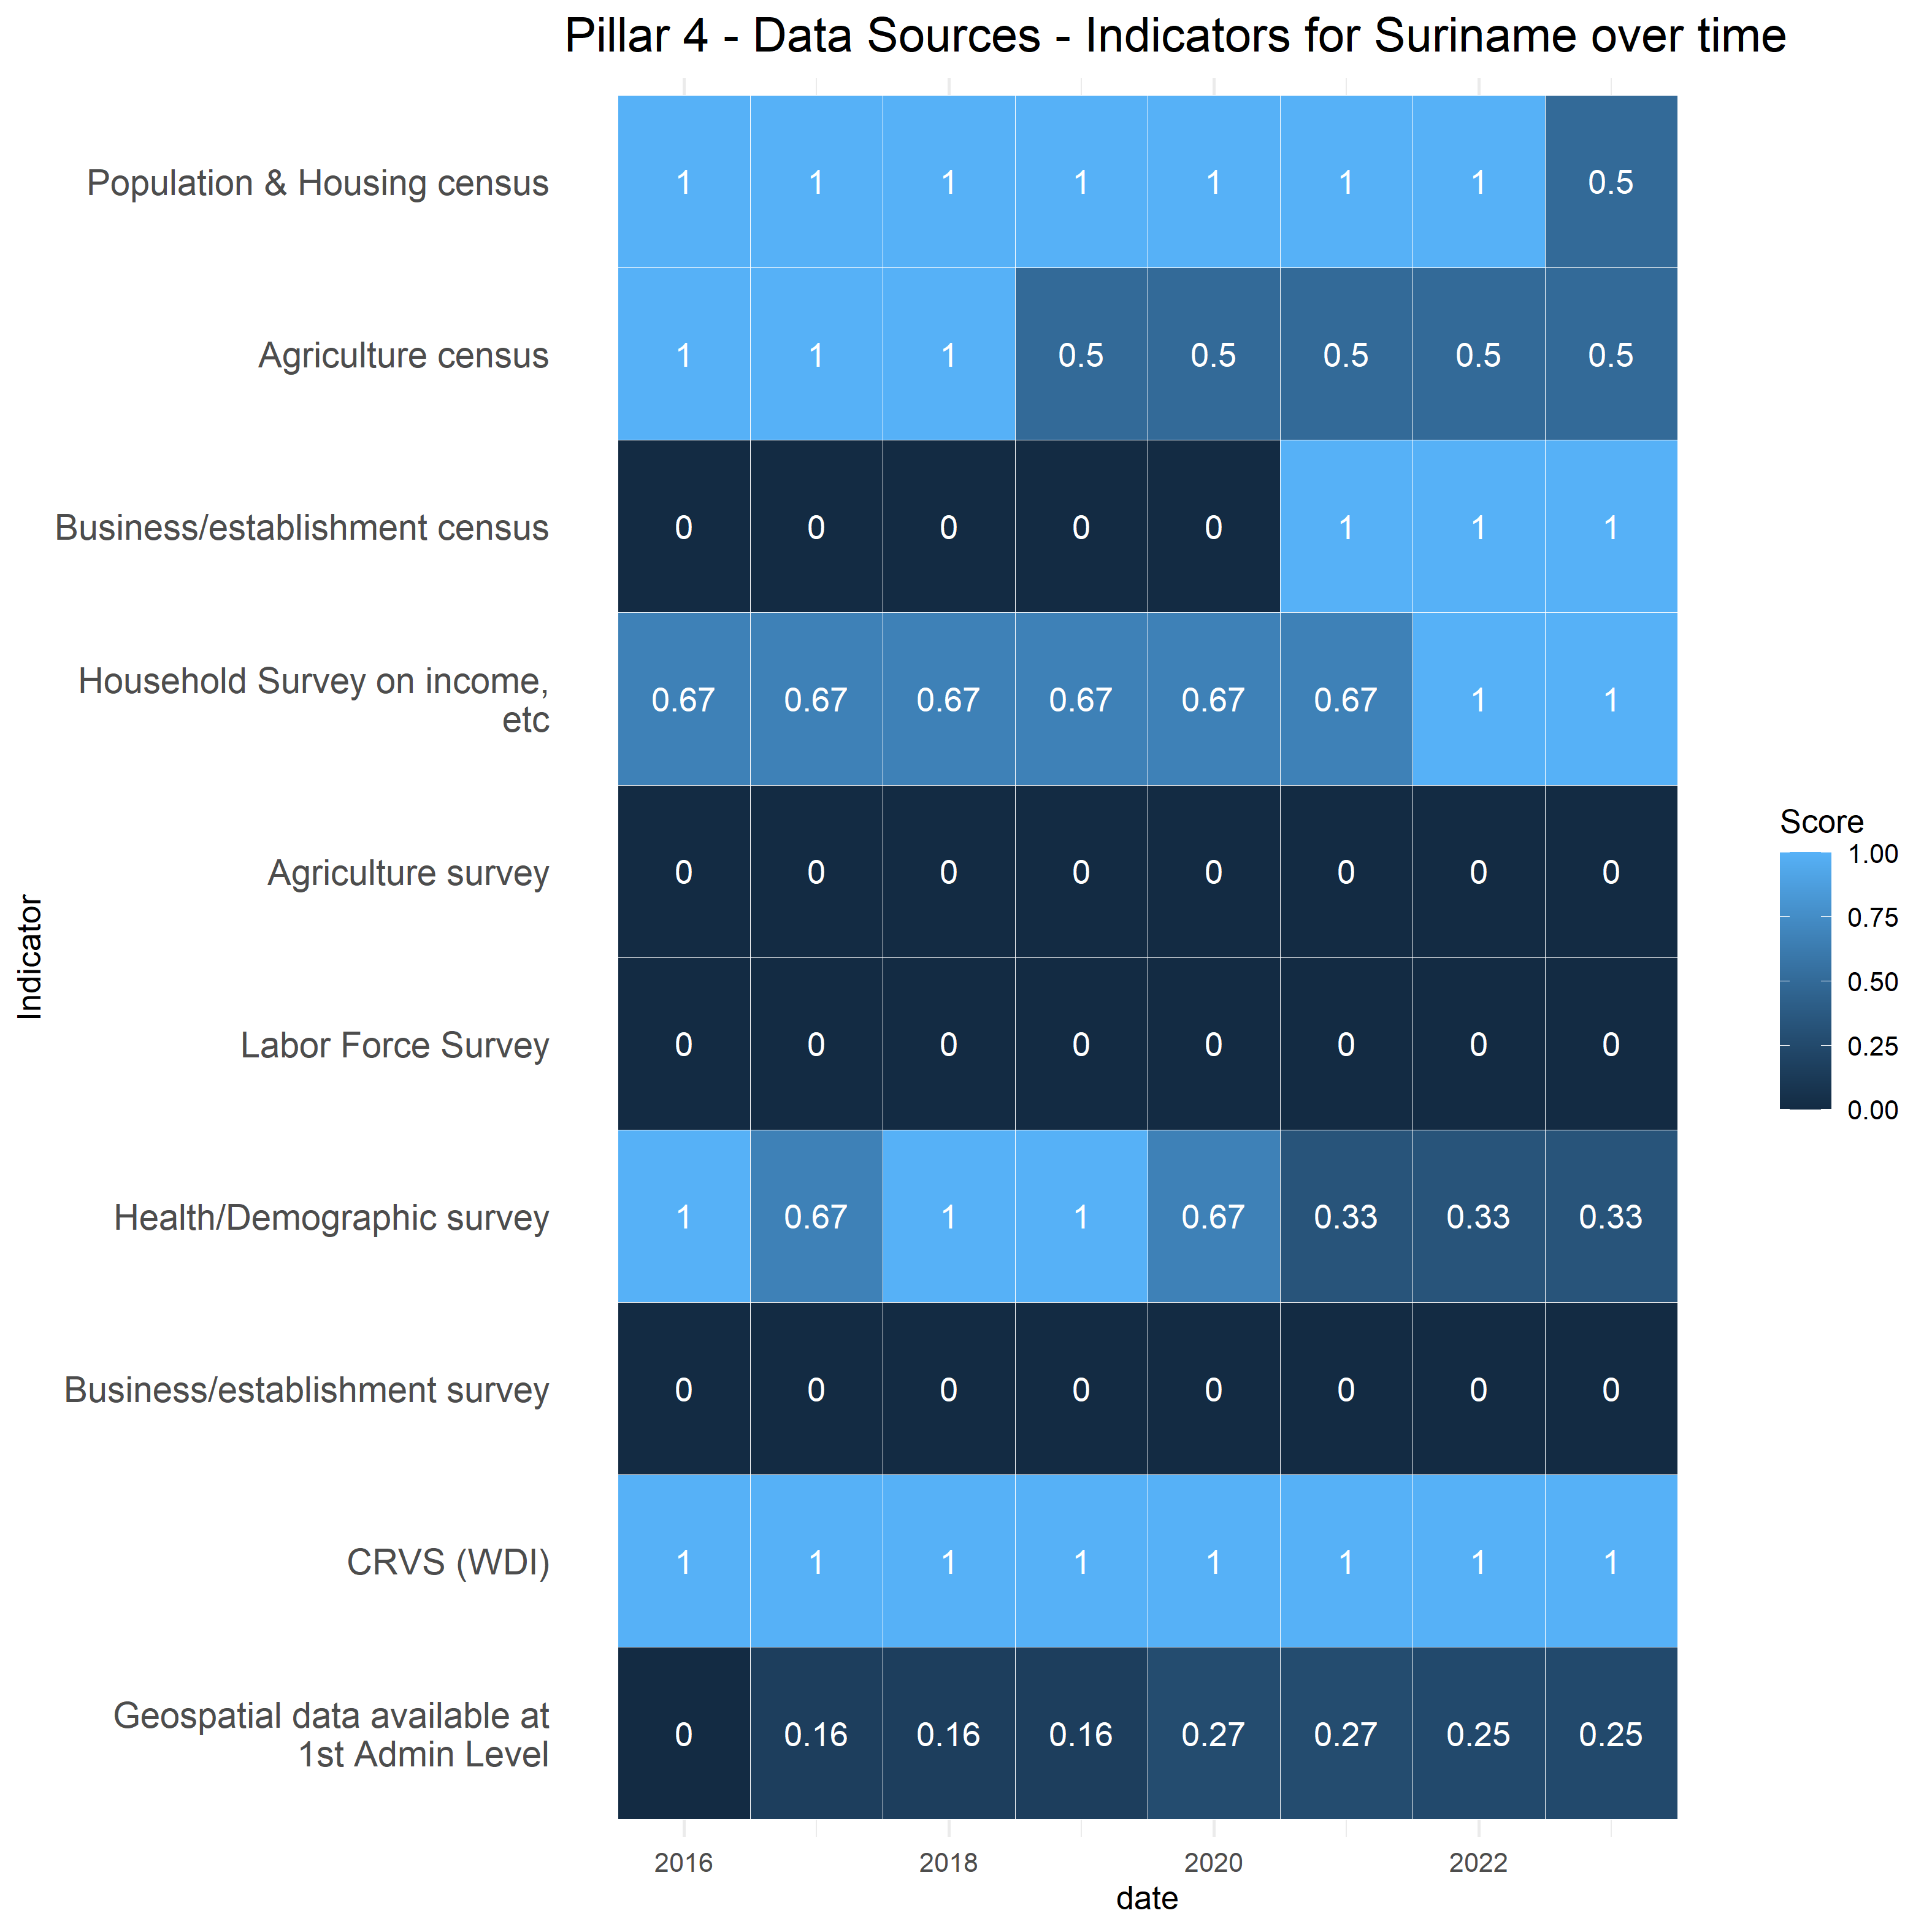 Pillar 4 - Data Sources - Indicators for Suriname over time
Population & Housing census
1 1 1 1 1 1 1 0.5
Agriculture census
1 1 1 0.5 0.5 0.5 0.5 0.5
Business/establishment census
0 0 0 0 0 1 1 1
Household Survey on income,
etc
0.67 0.67 0.67 0.67 0.67 0.67 1 1
Agriculture survey
0 0 0 0 0 0 0 0
Labor Force Survey
0 0 0 0 0 0 0 0
Health/Demographic survey
1 0.67 1 1 0.67 0.33 0.33 0.33
Business/establishment survey
0 0 0 0 0 0 0 0
CRVS (WDI)
1 1 1 1 1 1 1 1
Geospatial data available at
1st Admin Level
0 0.16 0.16 0.16 0.27 0.27 0.25 0.25
2016 2018 2020 2022
date
Indicator
Score
1.00
0.75
0.50
0.25
0.00